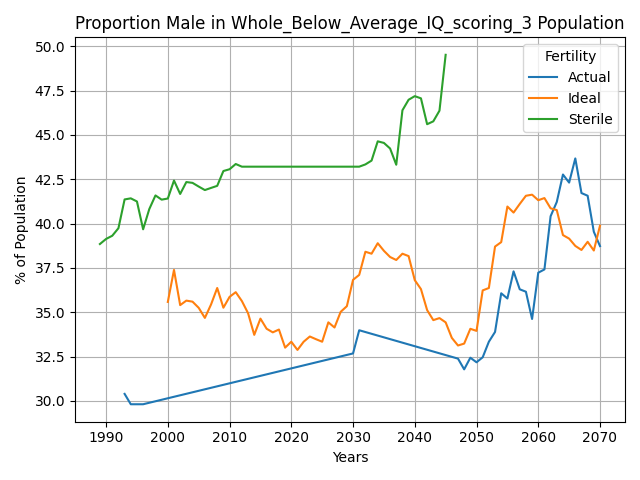 Proportion Male in Whole_Below_Average_IQ_scoring_3 Population
Fertility
Actual
Ideal
Sterile
% of Population
50.0
47.5
45.0
42.5
40.0
37.5
35.0
32.5
30.0
1990 2000 2010 2020 2030 2040 2050 2060 2070
Years